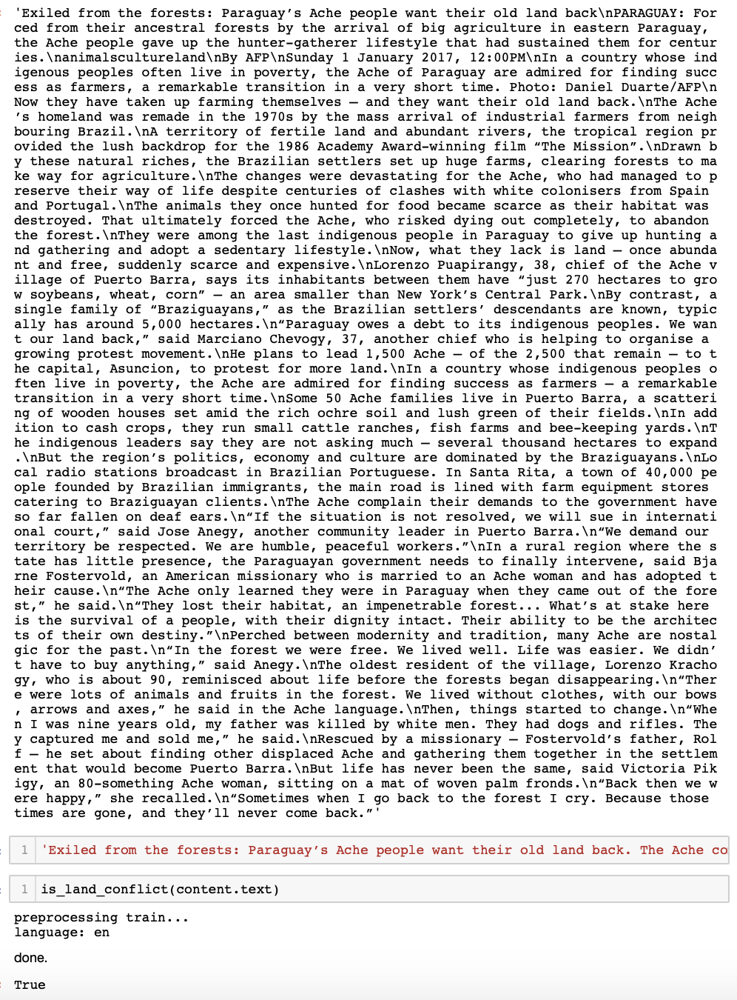 'Exiled from the forests: Paraguay’s Ache people want their old land back\nPARAGUAY: For
ced from their ancestral forests by the arrival of big agriculture in eastern Paraguay,
the Ache people gave up the hunter-gatherer lifestyle that had sustained them for centur
ies.\nanimalscultureland\nBy AFP\nSunday 1 January 2017, 12:00PM\nIn a country whose ind
igenous peoples often live in poverty, the Ache of Paraguay are admired for finding succ
ess as farmers, a remarkable transition in a very short time. Photo: Daniel Duarte/AFP\n
Now they have taken up farming themselves – and they want their old land back.\nThe Ache
’s homeland was remade in the 1970s by the mass arrival of industrial farmers from neigh
bouring Brazil.\nA territory of fertile land and abundant rivers, the tropical region pr
ovided the lush backdrop for the 1986 Academy Award-winning film “The Mission”.\nDrawn b
y these natural riches, the Brazilian settlers set up huge farms, clearing forests to ma
ke way for agriculture.\nThe changes were devastating for the Ache, who had managed to p
reserve their way of life despite centuries of clashes with white colonisers from Spain
and Portugal.\nThe animals they once hunted for food became scarce as their habitat was
destroyed. That ultimately forced the Ache, who risked dying out completely, to abandon
the forest.\nThey were among the last indigenous people in Paraguay to give up hunting a
nd gathering and adopt a sedentary lifestyle.\nNow, what they lack is land – once abunda
nt and free, suddenly scarce and expensive.\nLorenzo Puapirangy, 38, chief of the Ache v
illage of Puerto Barra, says its inhabitants between them have “just 270 hectares to gro
w soybeans, wheat, corn” – an area smaller than New York’s Central Park.\nBy contrast, a
single family of “Braziguayans,” as the Brazilian settlers’ descendants are known, typic
ally has around 5,000 hectares.\n“Paraguay owes a debt to its indigenous peoples. We wan
t our land back,” said Marciano Chevogy, 37, another chief who is helping to organise a
growing protest movement.\nHe plans to lead 1,500 Ache – of the 2,500 that remain – to t
he capital, Asuncion, to protest for more land.\nIn a country whose indigenous peoples o
ften live in poverty, the Ache are admired for finding success as farmers – a remarkable
transition in a very short time.\nSome 50 Ache families live in Puerto Barra, a scatteri
ng of wooden houses set amid the rich ochre soil and lush green of their fields.\nIn add
ition to cash crops, they run small cattle ranches, fish farms and bee-keeping yards.\nT
he indigenous leaders say they are not asking much – several thousand hectares to expand
.\nBut the region’s politics, economy and culture are dominated by the Braziguayans.\nLo
cal radio stations broadcast in Brazilian Portuguese. In Santa Rita, a town of 40,000 pe
ople founded by Brazilian immigrants, the main road is lined with farm equipment stores
catering to Braziguayan clients.\nThe Ache complain their demands to the government have
so far fallen on deaf ears.\n“If the situation is not resolved, we will sue in internati
onal court,” said Jose Anegy, another community leader in Puerto Barra.\n“We demand our
territory be respected. We are humble, peaceful workers.”\nIn a rural region where the s
tate has little presence, the Paraguayan government needs to finally intervene, said Bja
rne Fostervold, an American missionary who is married to an Ache woman and has adopted t
heir cause.\n“The Ache only learned they were in Paraguay when they came out of the fore
st,” he said.\n“They lost their habitat, an impenetrable forest... What’s at stake here
is the survival of a people, with their dignity intact. Their ability to be the architec
ts of their own destiny.”\nPerched between modernity and tradition, many Ache are nostal
gic for the past.\n“In the forest we were free. We lived well. Life was easier. We didn’
t have to buy anything,” said Anegy.\nThe oldest resident of the village, Lorenzo Kracho
gy, who is about 90, reminisced about life before the forests began disappearing.\n“Ther
e were lots of animals and fruits in the forest. We lived without clothes, with our bows
, arrows and axes,” he said in the Ache language.\nThen, things started to change.\n“Whe
n I was nine years old, my father was killed by white men. They had dogs and rifles. The
y captured me and sold me,” he said.\nRescued by a missionary – Fostervold’s father, Rol
f – he set about finding other displaced Ache and gathering them together in the settlem
ent that would become Puerto Barra.\nBut life has never been the same, said Victoria Pik
igy, an 80-something Ache woman, sitting on a mat of woven palm fronds.\n“Back then we w
ere happy,” she recalled.\n“Sometimes when I go back to the forest I cry. Because those
times are gone, and they’ll never come back.”'
1 'Exiled from the forests: Paraguay’s Ache people want their old land back. The Ache co
1 is_land_conflict(content.text)
preprocessing train...
language: en
done.
True